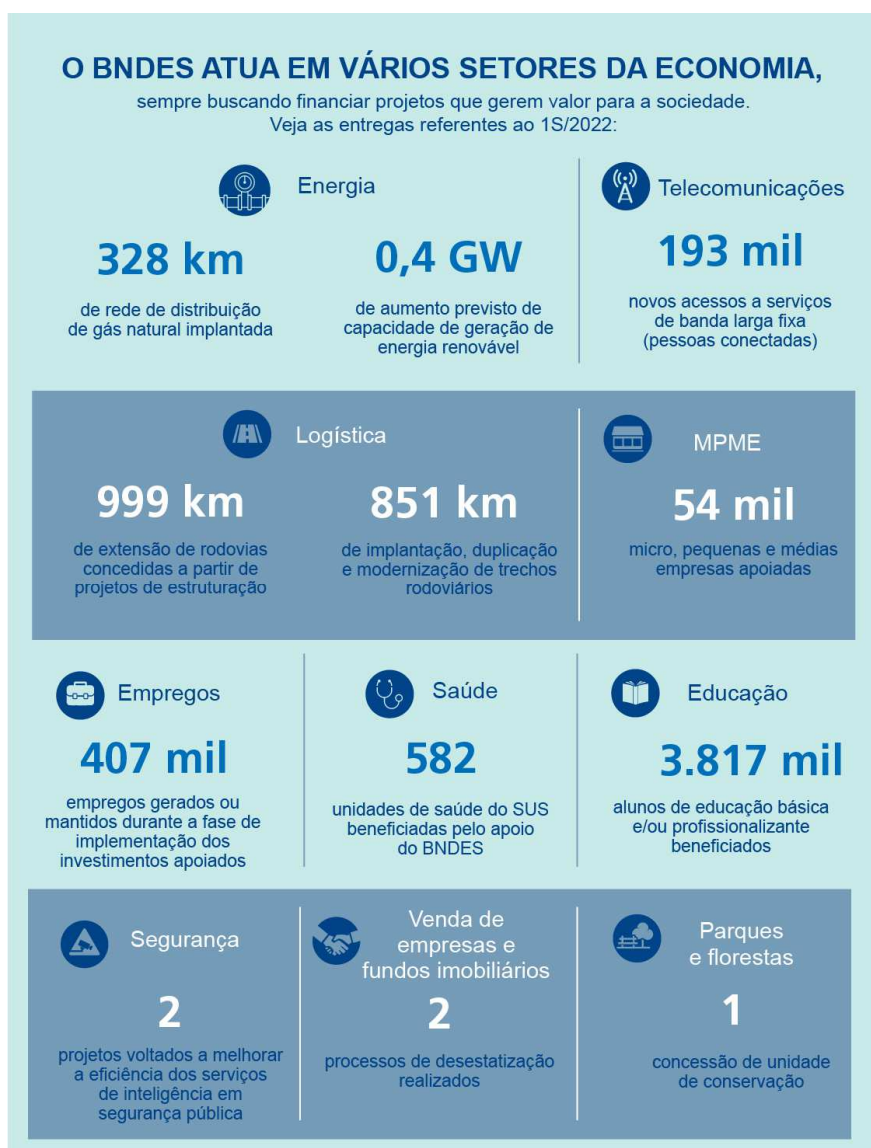 O BNDES ATUA EM VÁRIOS SETORES DA ECONOMIA,
sempre buscando financiar projetos que gerem valor para a sociedade.
Veja as entregas referentes ao 1S/2022:
Energia
328 km
de rede de distribuição
de gás natural implantada
0,4 GW
de aumento previsto de
capacidade de geração de
energia renovável
Telecomunicações
193 mil
novos acessos a serviços
de banda larga fixa
(pessoas conectadas)
Logística
999 km
de extensão de rodovias
concedidas a partir de
projetos de estruturação
851 km
de implantação, duplicação
e modernização de trechos
rodoviários
MPME
54 mil
micro, pequenas e médias
empresas apoiadas
Empregos
407 mil
empregos gerados ou
mantidos durante a fase de
implementação dos
investimentos apoiados
Saúde
582
unidades de saúde do SUS
beneficiadas pelo apoio
do BNDES
Educação
3.817 mil
alunos de educação básica
e/ou profissionalizante
beneficiados
Segurança
2
projetos voltados a melhorar
a eficiência dos serviços
de inteligência em
segurança pública
Venda de
empresas e
fundos imobiliários
2
processos de desestatização
realizados
Parques
e florestas
1
concessão de unidade
de conservação